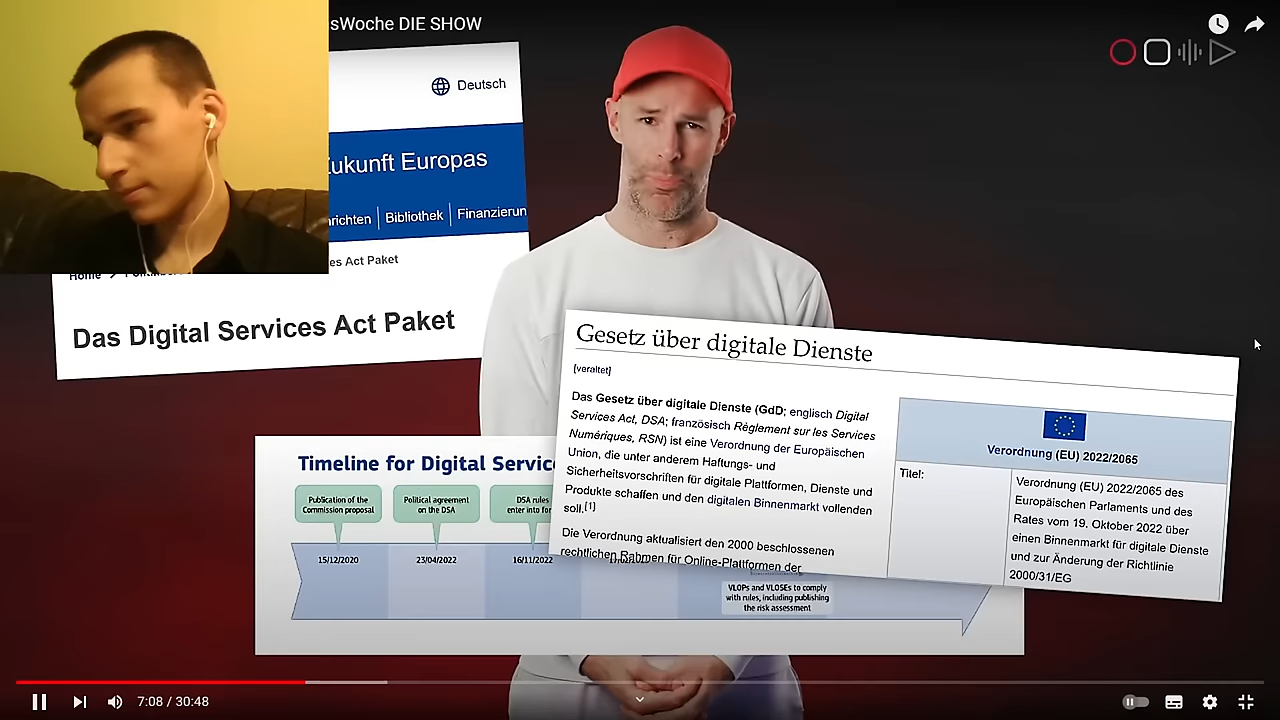 sWoche DIE SHOW
Deutsch
Zukunft Europas
Bibliothek
Finanzierun
es Act Paket
Home >
Das Digital Services Act Paket
Gesetz über digitale Dienste
[veraltet]
Das Gesetz über digitale Dienste (GdD; englisch Digital
Services Act, DSA; französisch Règlement sur les Services
Numériques, RSN) ist eine Verordnung der Europäischen
Union, die unter anderem Haftungs- und
Sicherheitsvorschriften für digitale Plattformen, Dienste und
Produkte schaffen und den digitalen Binnenmarkt vollenden
soll.[1]
Die Verordnung aktualisiert den 2000 beschlossenen
rechtlichen Rahmen für Online-Plattformen der
Verordnung (EU) 2022/2065
Titel:
Verordnung (EU) 2022/2065 des
Europäischen Parlaments und des
Rates vom 19. Oktober 2022 über
einen Binnenmarkt für digitale Dienste
und zur Änderung der Richtlinie
2000/31/EG
Timeline for Digital Service
Publication of the
Commission proposal
Political agreement
on the DSA
DSA rules
enter into for
15/12/2020
23/04/2022
16/11/2022
VLOPs and VLOSEs to comply
with rules, including publishing
the risk assessment
7:08 / 30:48